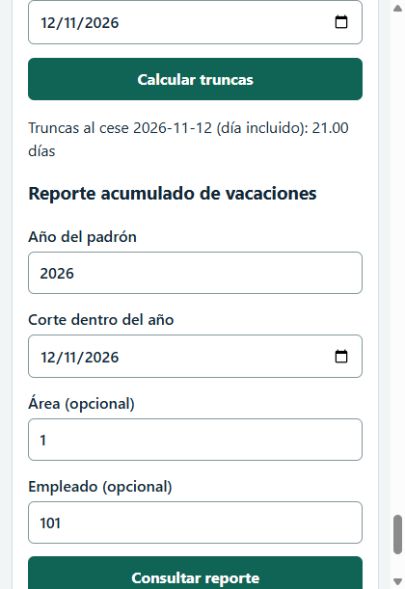 12/11/2026
Calcular truncas
Truncas al cese 2026-11-12 (día incluido): 21.00
días
Reporte acumulado de vacaciones
Año del padrón
2026
Corte dentro del año
12/11/2026
Área (opcional)
1
Empleado (opcional)
101
Consultar reporte